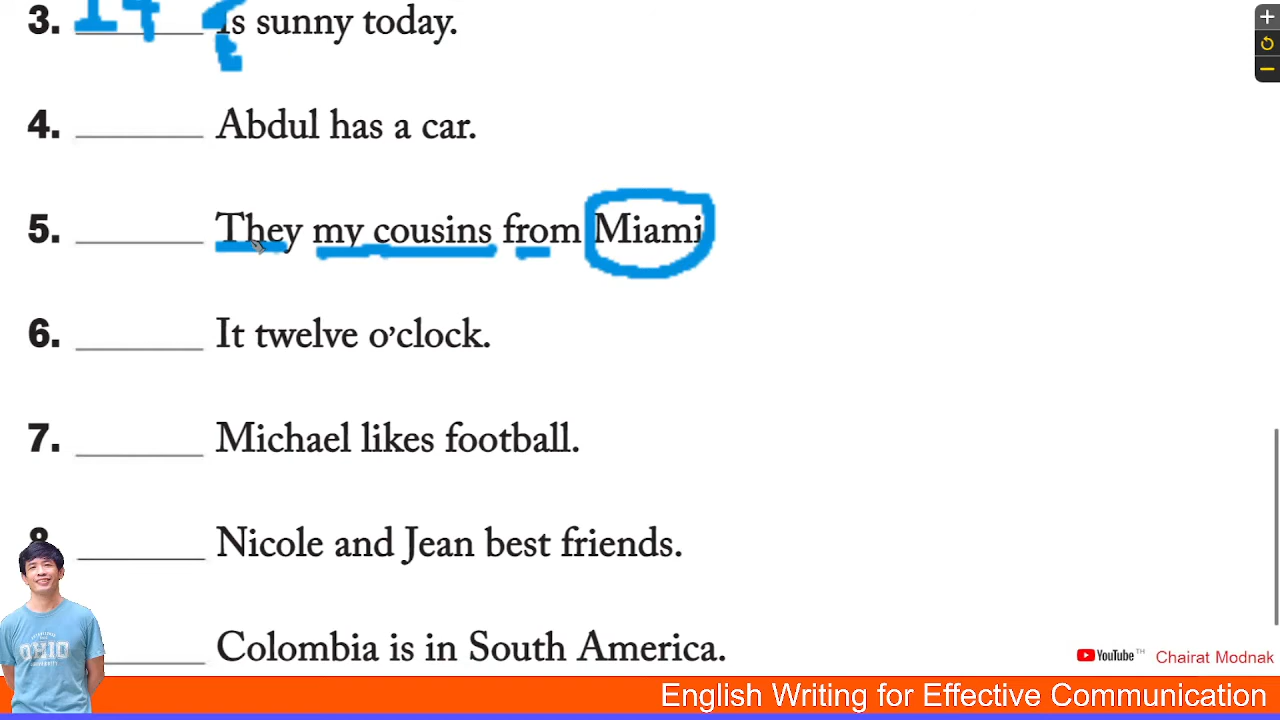 3. It Is sunny today.
4. Abdul has a car.
5. They my cousins from Miami
6. It twelve o'clock.
7. Michael likes football.
8. Nicole and Jean best friends.
Colombia is in South America.
OHIO
YouTube TH Chairat Modnak
English Writing for Effective Communication